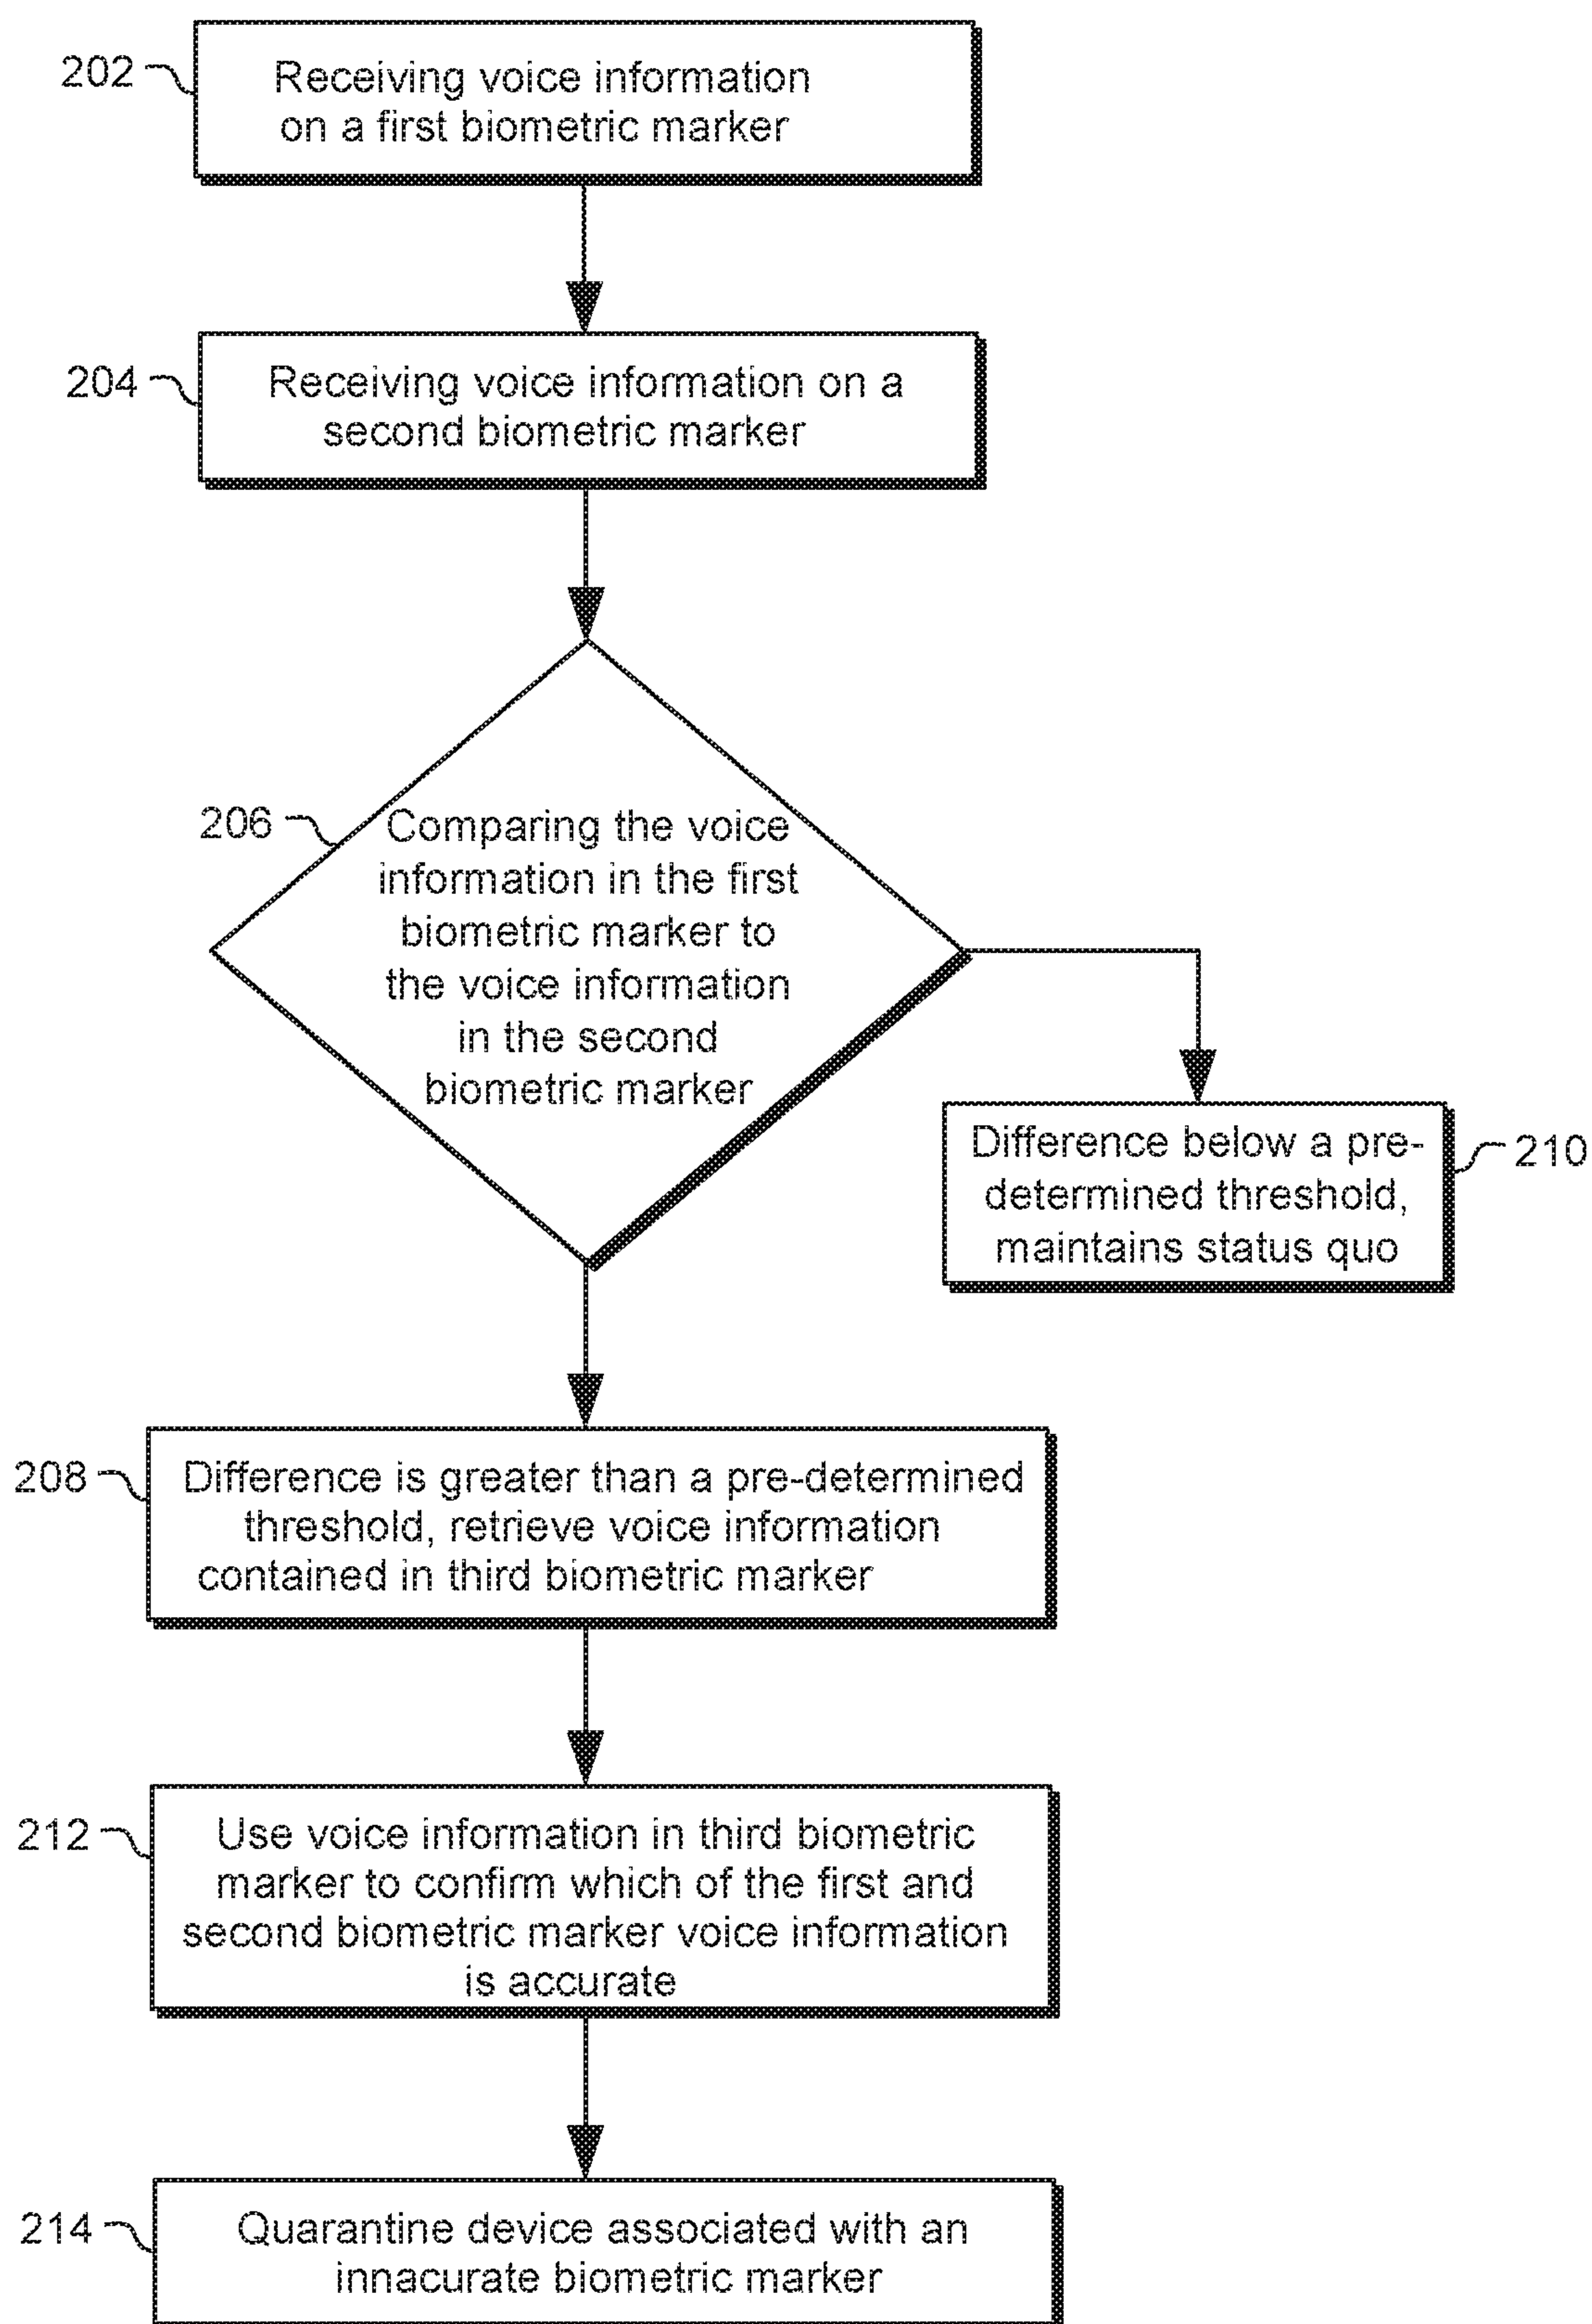 202
Receiving voice information
on a first biometric marker
204
Receiving voice information on a
second biometric marker
206
Comparing the voice
information in the first
biometric marker to
the voice information
in the second
biometric marker
Difference below a pre-
determined threshold,
maintains status quo
210
208
Difference is greater than a pre-determined
threshold, retrieve voice information
contained in third biometric marker
212
Use voice information in third biometric
marker to confirm which of the first and
second biometric marker voice information
is accurate
214
Quarantine device associated with an
innacurate biometric marker